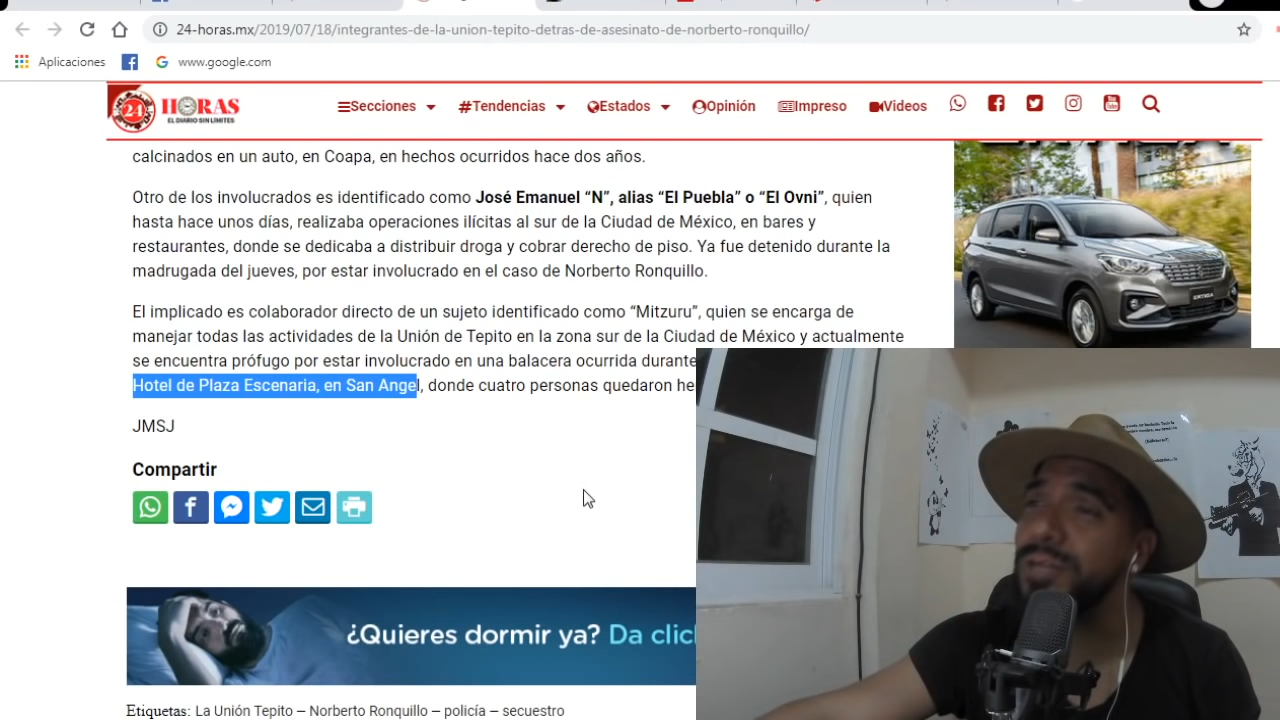 24-horas.mx/2019/07/18/integrantes-de-la-union-tepito-detras-de-asesinato-de-norberto-ronquillo/
Aplicaciones
www.google.com
24 HORAS
EL DIARIO SIN LÍMITES
Secciones
#Tendencias
Estados
Opinión
Impreso
Videos
calcinados en un auto, en Coapa, en hechos ocurridos hace dos años.
Otro de los involucrados es identificado como José Emanuel “N”, alias “El Puebla” o “El Ovni”, quien
hasta hace unos días, realizaba operaciones ilícitas al sur de la Ciudad de México, en bares y
restaurantes, donde se dedicaba a distribuir droga y cobrar derecho de piso. Ya fue detenido durante la
madrugada del jueves, por estar involucrado en el caso de Norberto Ronquillo.
El implicado es colaborador directo de un sujeto identificado como “Mitzuru”, quien se encarga de
manejar todas las actividades de la Unión de Tepito en la zona sur de la Ciudad de México y actualmente
se encuentra prófugo por estar involucrado en una balacera ocurrida durante
Hotel de Plaza Escenaria, en San Angel, donde cuatro personas quedaron he
JMSJ
Compartir
¿Quieres dormir ya? Da clic
Etiquetas: La Unión Tepito – Norberto Ronquillo – policía – secuestro